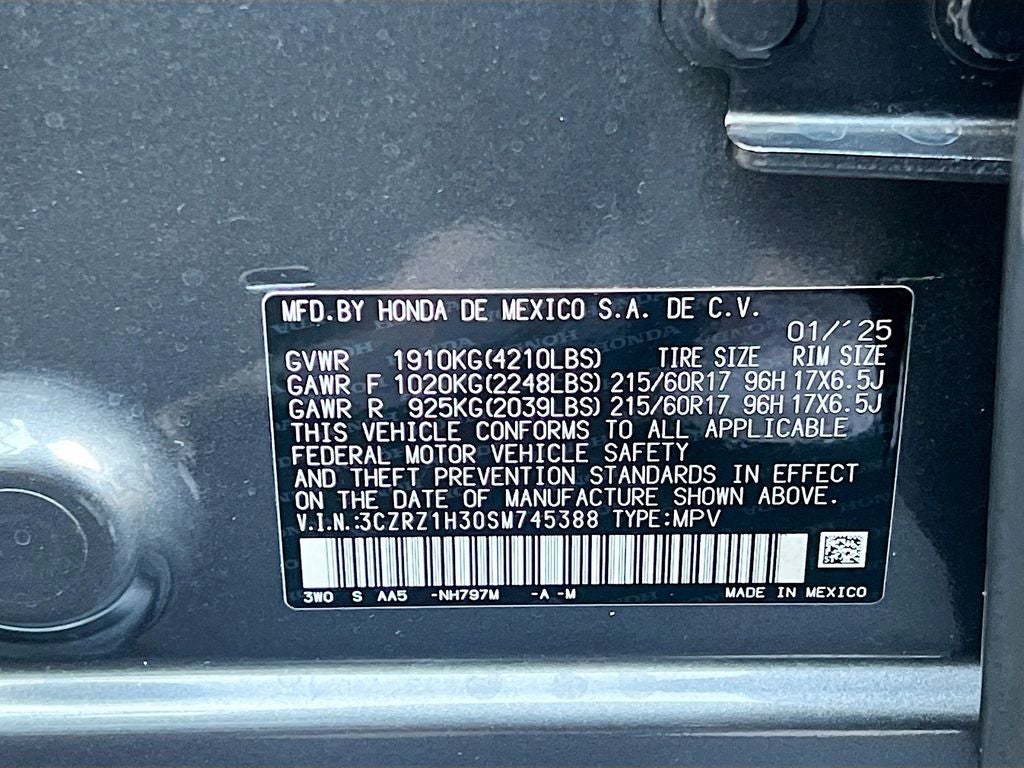 MFD.BY HONDA DE MEXICO S.A. DE C.V.
01/´25
GVWR 1910KG(4210LBS) TIRE SIZE RIM SIZE
GAWR F 1020KG(2248LBS) 215/60R17 96H 17X6.5J
GAWR R 925KG(2039LBS) 215/60R17 96H 17X6.5J
THIS VEHICLE CONFORMS TO ALL APPLICABLE
FEDERAL MOTOR VEHICLE SAFETY
AND THEFT PREVENTION STANDARDS IN EFFECT
ON THE DATE OF MANUFACTURE SHOWN ABOVE.
V.I.N.:3CZRZ1H30SM745388 TYPE:MPV
3W0 S AA5 -NH797M -A -M MADE IN MEXICO